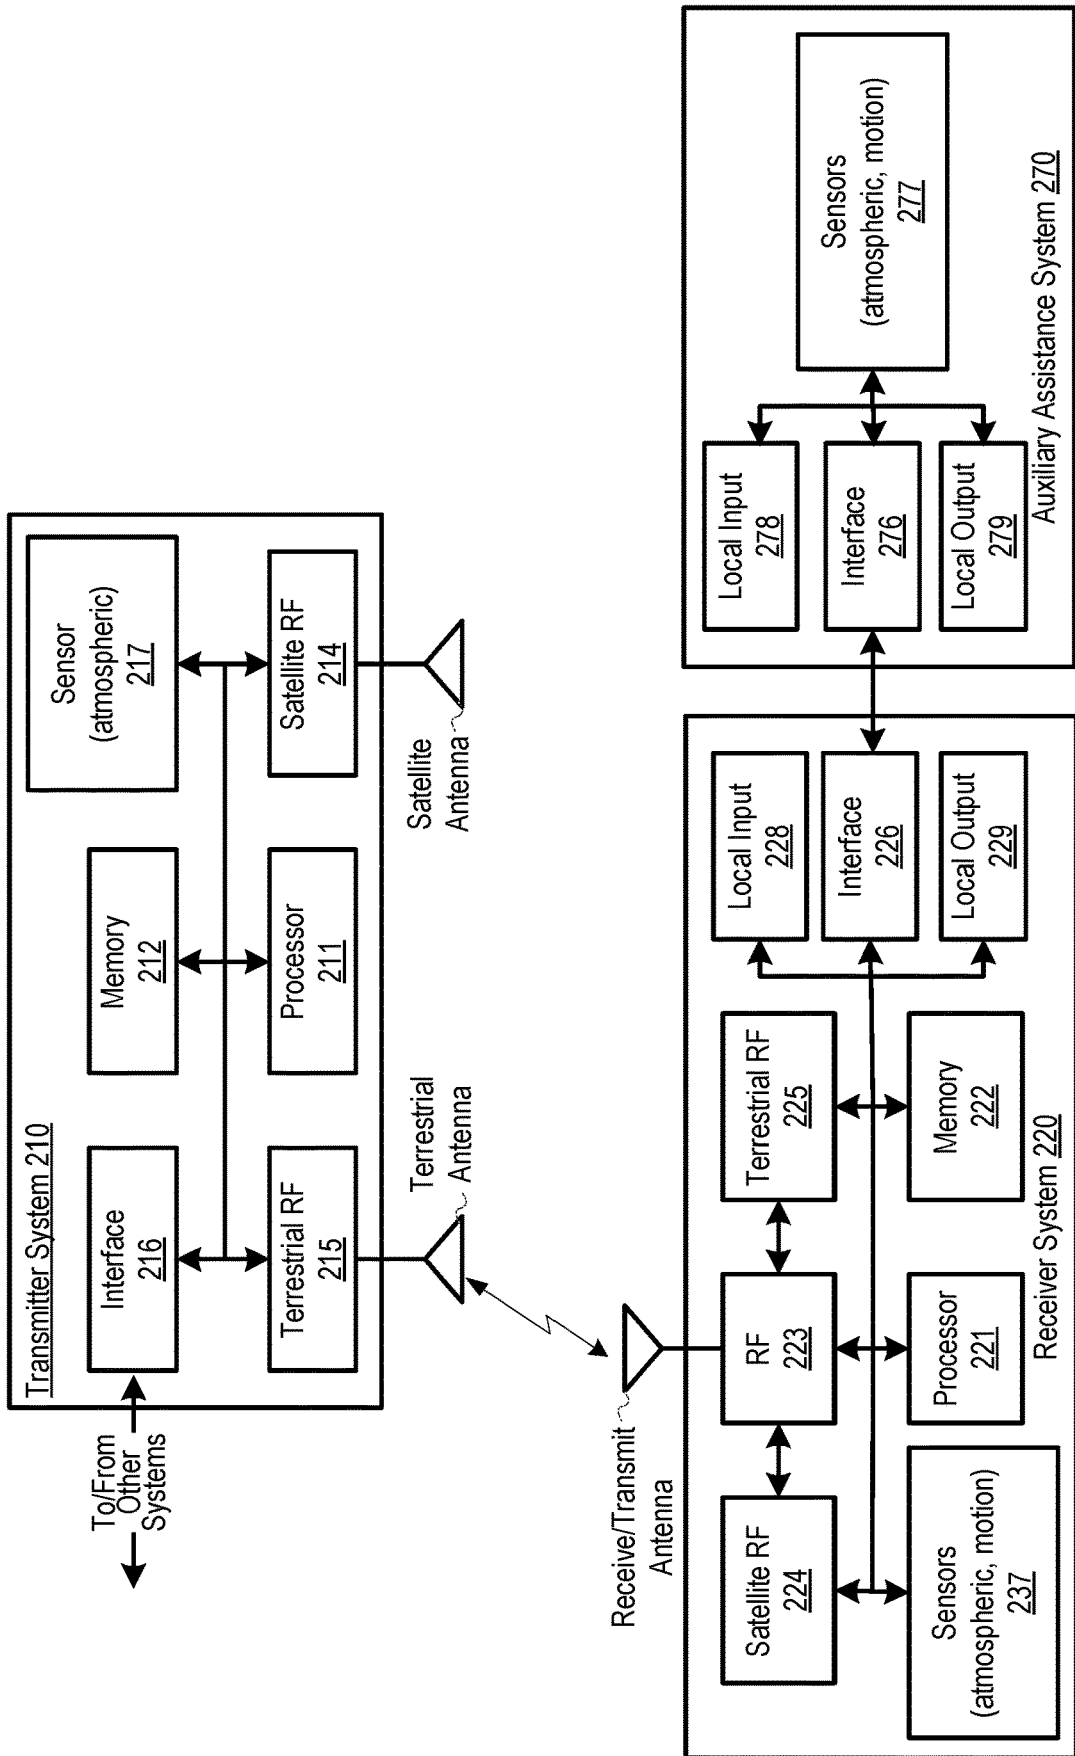 Transmitter System 210
To/From
Other
Systems
Interface
216
Memory
212
Sensor
(atmospheric)
217
Terrestrial RF
215
Processor
211
Satellite RF
214
Terrestrial
Antenna
Satellite
Antenna
Receive/Transmit
Antenna
Satellite RF
224
RF
223
Terrestrial RF
225
Local Input
228
Interface
226
Local Output
229
Sensors
(atmospheric, motion)
237
Processor
221
Memory
222
Receiver System 220
Local Input
278
Interface
276
Local Output
279
Sensors
(atmospheric, motion)
277
Auxiliary Assistance System 270